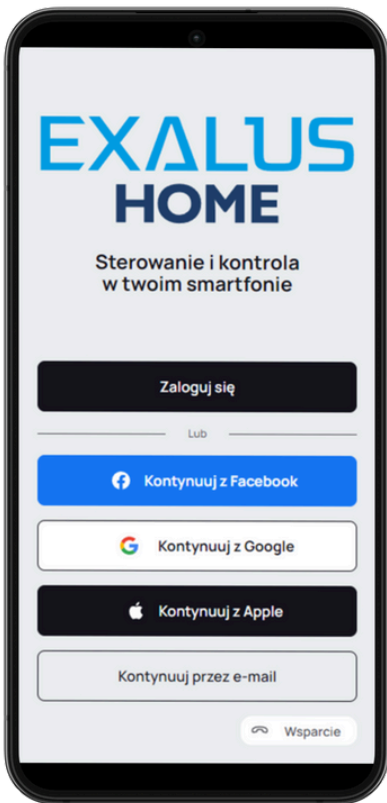 EXALUS
HOME
Sterowanie i kontrola
w twoim smartfonie
Zaloguj się
Lub
Kontynuuj z Facebook
Kontynuuj z Google
Kontynuuj z Apple
Kontynuuj przez e-mail
Wsparcie